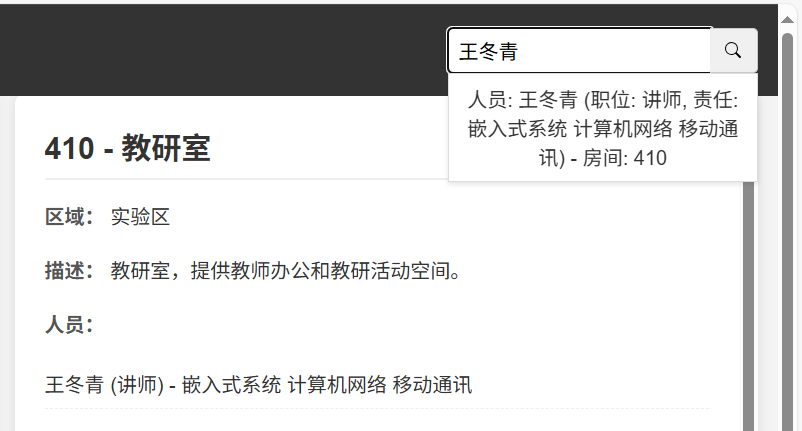 王冬青
人员: 王冬青 (职位: 讲师, 责任:
嵌入式系统 计算机网络 移动通
讯) - 房间: 410
410 - 教研室
区域： 实验区
描述： 教研室，提供教师办公和教研活动空间。
人员：
王冬青 (讲师) - 嵌入式系统 计算机网络 移动通讯